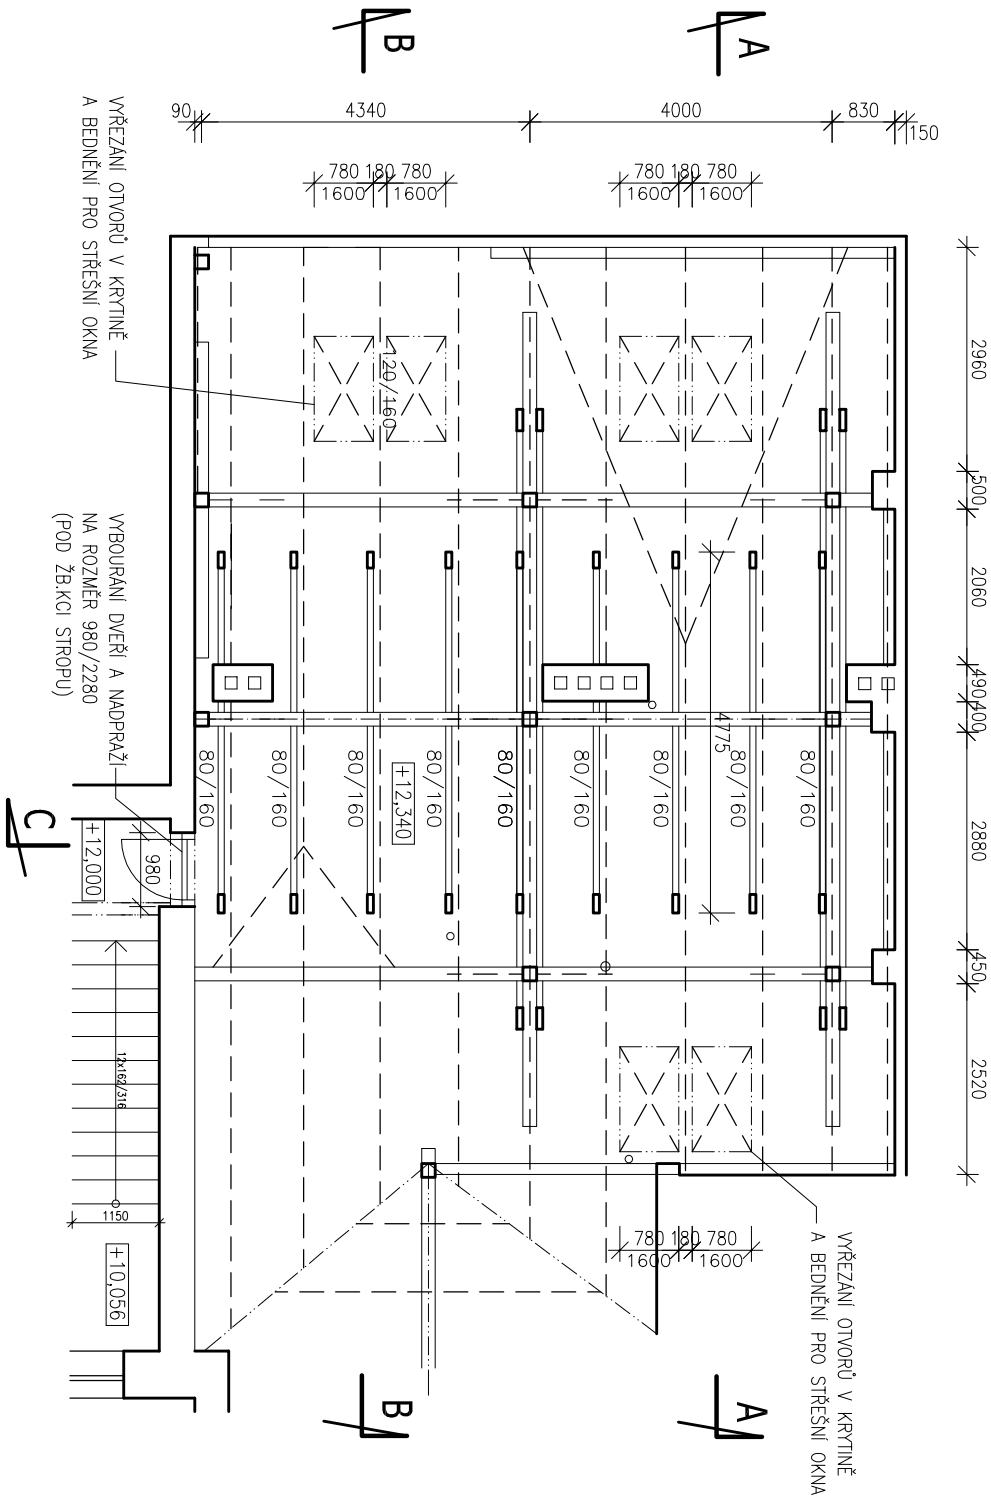 B
A
90
4340
4000
830
150
780 180 780
1600 1600
780 180 780
1600 1600
VYŘEZÁNÍ OTVORŮ V KRYTINĚ
A BEDNĚNÍ PRO STŘEŠNÍ OKNA
120/160
2960
500
2060
490
400
2880
450
2520
VYBOURÁNÍ DVEŘÍ A NADPRAŽÍ
NA ROZMĚR 980/2280
(POD ŽB.KCI STROPU)
4775
80/160
80/160
80/160
80/160
80/160
80/160
80/160
80/160
80/160
+12,340
C
+12,000
980
12x162/316
1150
+10,056
780 180 780
1600 1600
VYŘEZÁNÍ OTVORŮ V KRYTINĚ
A BEDNĚNÍ PRO STŘEŠNÍ OKNA
B
A